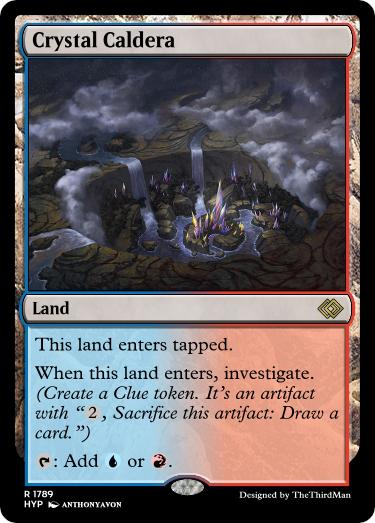 Crystal Caldera
Land
This land enters tapped.
When this land enters, investigate.
(Create a Clue token. It's an artifact
with “2, Sacrifice this artifact: Draw a
card.”)
: Add or .
R 1789
HYP ANTHONYAVON
Designed by TheThirdMan